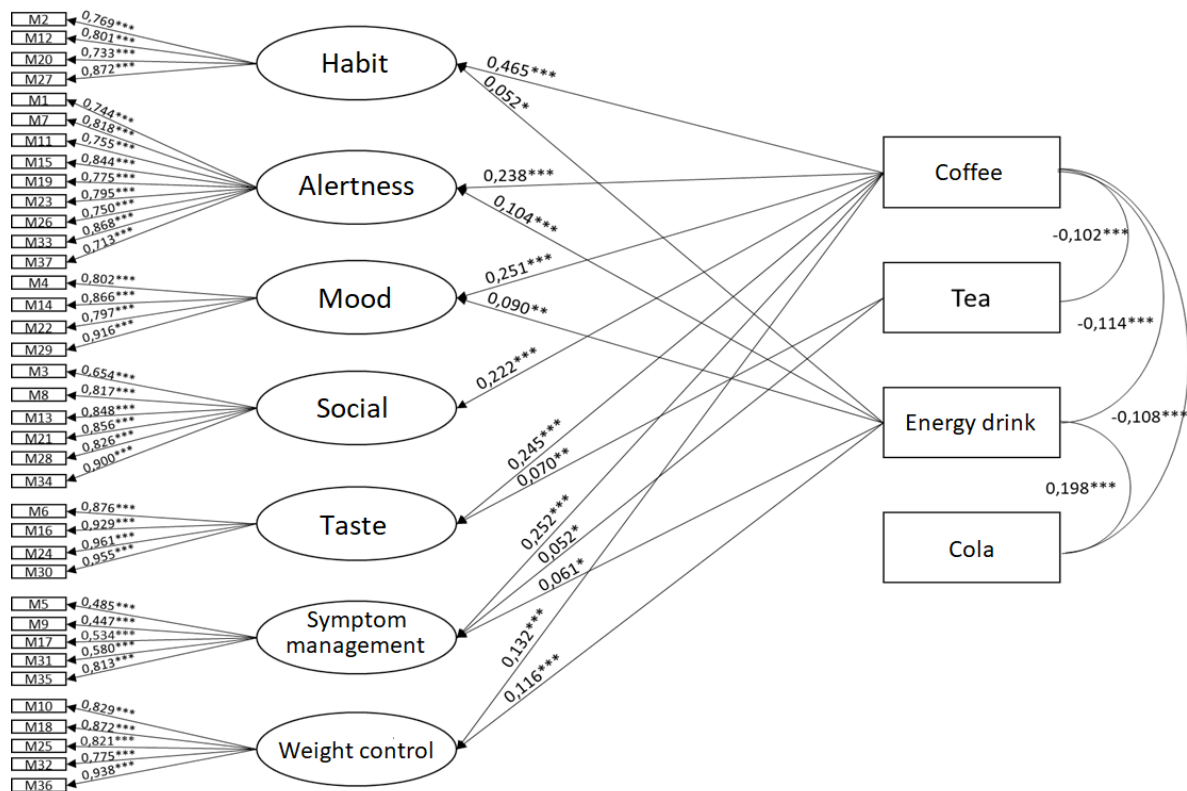 M2
0,769***
M12
0,801***
M20
0,733***
M27
0,872***
Habit
M1
0,744***
M7
0,818***
M11
0,755***
M15
0,844***
M19
0,775***
M23
0,795***
M26
0,750***
M33
0,868***
M37
0,713***
Alertness
M4
0,802***
M14
0,866***
M22
0,797***
M29
0,916***
Mood
M3
0,654***
M8
0,817***
M13
0,848***
M21
0,856***
M28
0,826***
M34
0,900***
Social
M6
0,876***
M16
0,929***
M24
0,961***
M30
0,955***
Taste
M5
0,485***
M9
0,447***
M17
0,534***
M31
0,580***
M35
0,813***
Symptom
management
M10
0,829***
M18
0,872***
M25
0,821***
M32
0,775***
M36
0,938***
Weight control
0,465***
0,052*
0,238***
0,104***
0,251***
0,090**
0,222***
0,245***
0,070**
0,252***
0,052*
0,061*
0,132***
0,116***
Coffee
Tea
Energy drink
Cola
-0,102***
-0,114***
-0,108***
0,198***